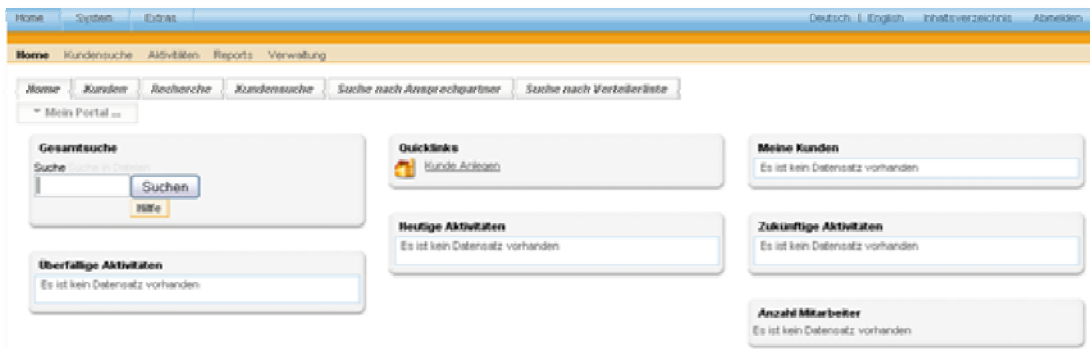 Home System Extras Deutsch | English Inhaltsverzeichnis Abmelden
Home Kundensuche Aktivitäten Reports Verwaltung
Home Kunden Recherche Kundensuche Suche nach Ansprechpartner Suche nach Verteilerliste
Mein Portal ...
Gesamtsuche
Suche Suche in Dateien
Suchen
Hilfe
Überfällige Aktivitäten
Es ist kein Datensatz vorhanden
Quicklinks
Kunde Anlegen
Heutige Aktivitäten
Es ist kein Datensatz vorhanden
Meine Kunden
Es ist kein Datensatz vorhanden
Zukünftige Aktivitäten
Es ist kein Datensatz vorhanden
Anzahl Mitarbeiter
Es ist kein Datensatz vorhanden